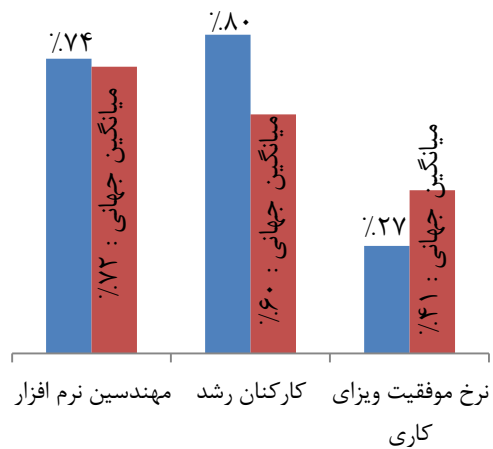 ٪۷۴
میانگین جهانی : ۷۲٪
٪۸۰
میانگین جهانی : ۶۰٪
٪۲۷
میانگین جهانی : ۴۱٪
مهندسین نرم افزار
کارکنان رشد
نرخ موفقیت ویزای
کاری